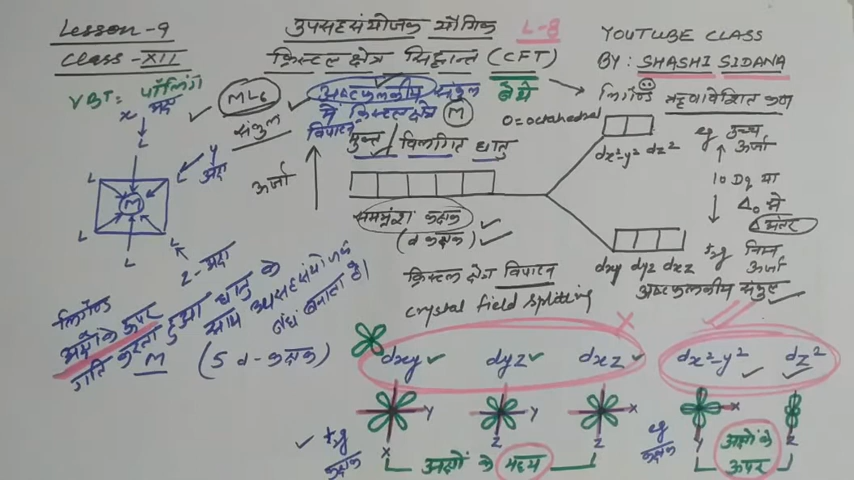 Lesson-9
Class-XII
उपसहसंयोजक यौगिक
L-8
क्रिस्टल क्षेत्र सिद्धान्त (CFT)
YOUTUBE CLASS
BY: SHASHI SIDANA
VBT: पॉलिंग
x अक्ष
ML6
संकुल
अष्टफलकीय संकुल
में क्रिस्टल क्षेत्र
विपाटन
M
बेथे
O=octahedral
लिगेंड ऋणावेशित कण
मुक्त / विलगित धातु
ऊर्जा
समभ्रंश कक्षक
(d कक्षक)
dx²-y² dz²
eg उच्च
ऊर्जा
10 Dq या
Δo में
अंतर
dxy dyz dxz
t₂g निम्न
ऊर्जा
अष्टफलकीय संकुल
L
L
L
y
अक्ष
M
L
L
L
z-अक्ष
लिगेंड
अक्षों के ऊपर
गति करता हुआ धातु के
साथ उपसहसंयोजक
बंध बनाता है।
M (5 d-कक्षक)
क्रिस्टल क्षेत्र विपाटन
crystal field splitting
dxy dyz dxz
dx²-y² dz²
Y
X
Y
Z
X
Z
X
Y
Z
t₂g
कक्षक
अक्षों के मध्य
eg
कक्षक
अक्षों के
ऊपर